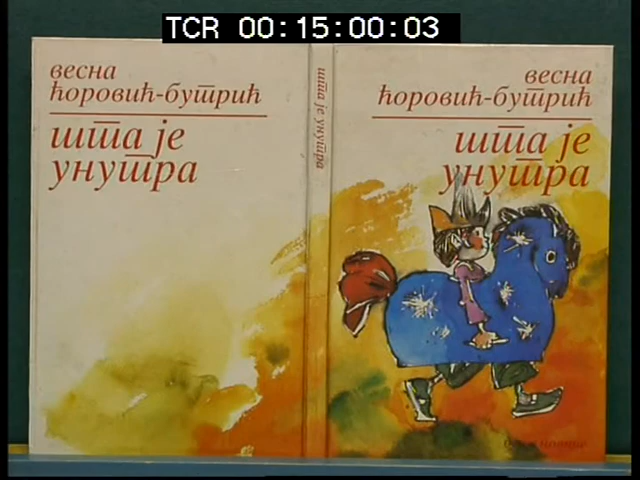 TCR 00:15:00:03
весна
ћоровић-бутрић
шта је
унутра
шта је унутра
весна
ћоровић-бутрић
шта је
унутра